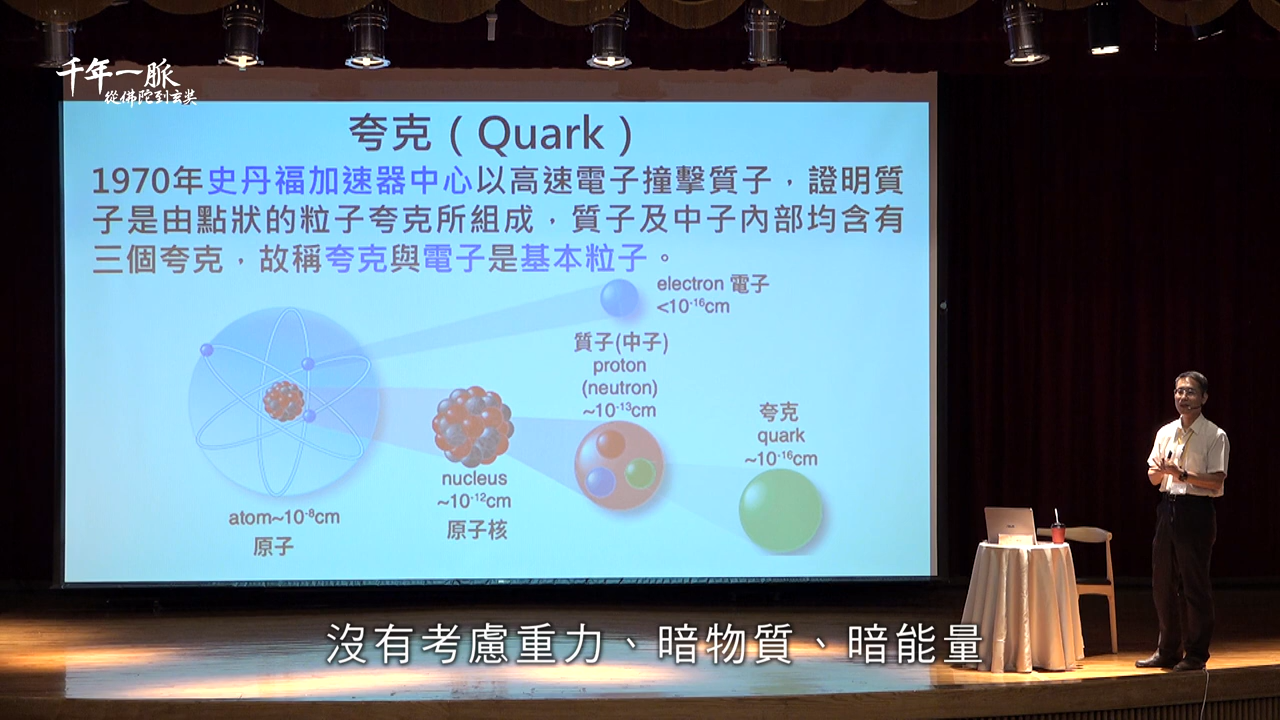 千年一脈
從佛陀到玄奘
夸克（Quark）
1970年史丹福加速器中心以高速電子撞擊質子，證明質
子是由點狀的粒子夸克所組成，質子及中子內部均含有
三個夸克，故稱夸克與電子是基本粒子。
electron 電子
<10⁻¹⁶cm
質子(中子)
proton
(neutron)
~10⁻¹³cm
夸克
quark
~10⁻¹⁶cm
nucleus
~10⁻¹²cm
原子核
atom~10⁻⁸cm
原子
沒有考慮重力、暗物質、暗能量